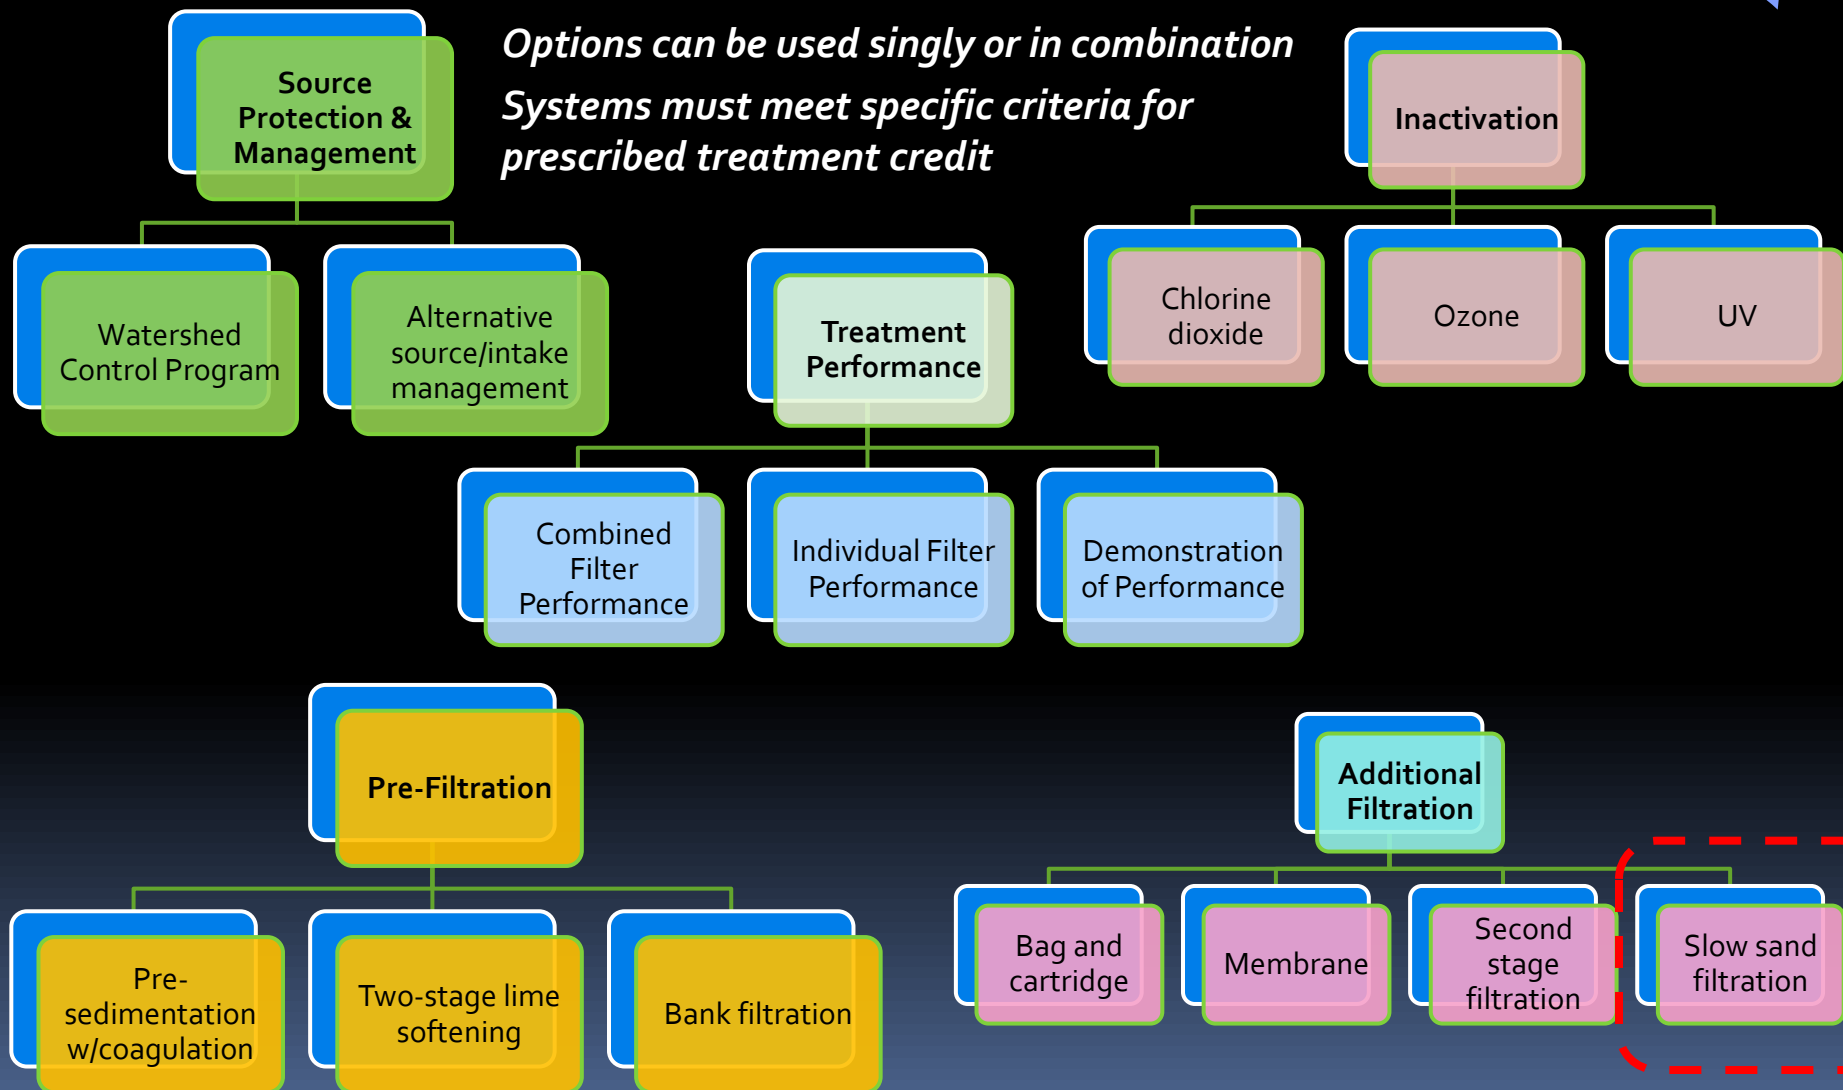 Options can be used singly or in combination
Systems must meet specific criteria for
prescribed treatment credit
Source
Protection &
Management
Watershed
Control Program
Alternative
source/intake
management
Inactivation
Chlorine
dioxide
Ozone
UV
Treatment
Performance
Combined
Filter
Performance
Individual Filter
Performance
Demonstration
of Performance
Pre-Filtration
Pre-
sedimentation
w/coagulation
Two-stage lime
softening
Bank filtration
Additional
Filtration
Bag and
cartridge
Membrane
Second
stage
filtration
Slow sand
filtration